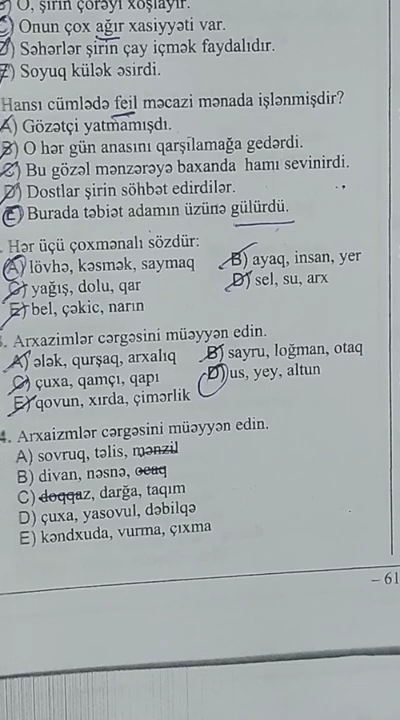 O, şirin çörəyi xoşlayır.
C) Onun çox ağır xasiyyəti var.
D) Səhərlər şirin çay içmək faydalıdır.
E) Soyuq külək əsirdi.
Hansı cümlədə feil məcazi mənada işlənmişdir?
A) Gözətçi yatmamışdı.
B) O hər gün anasını qarşılamağa gedərdi.
C) Bu gözəl mənzərəyə baxanda hamı sevinirdi.
D) Dostlar şirin söhbət edirdilər.
E) Burada təbiət adamın üzünə gülürdü.
. Hər üçü çoxmənalı sözdür:
A) lövhə, kəsmək, saymaq B) ayaq, insan, yer
C) yağış, dolu, qar D) sel, su, arx
E) bel, çəkic, narın
3. Arxazimlər cərgəsini müəyyən edin.
A) ələk, qurşaq, arxalıq B) sayru, loğman, otaq
C) çuxa, qamçı, qapı D) us, yey, altun
E) qovun, xırda, çimərlik
4. Arxaizmlər cərgəsini müəyyən edin.
A) sovruq, təlis, mənzil
B) divan, nəsnə, ocaq
C) doqqaz, darğa, taqım
D) çuxa, yasovul, dəbilqə
E) kəndxuda, vurma, çıxma
– 61